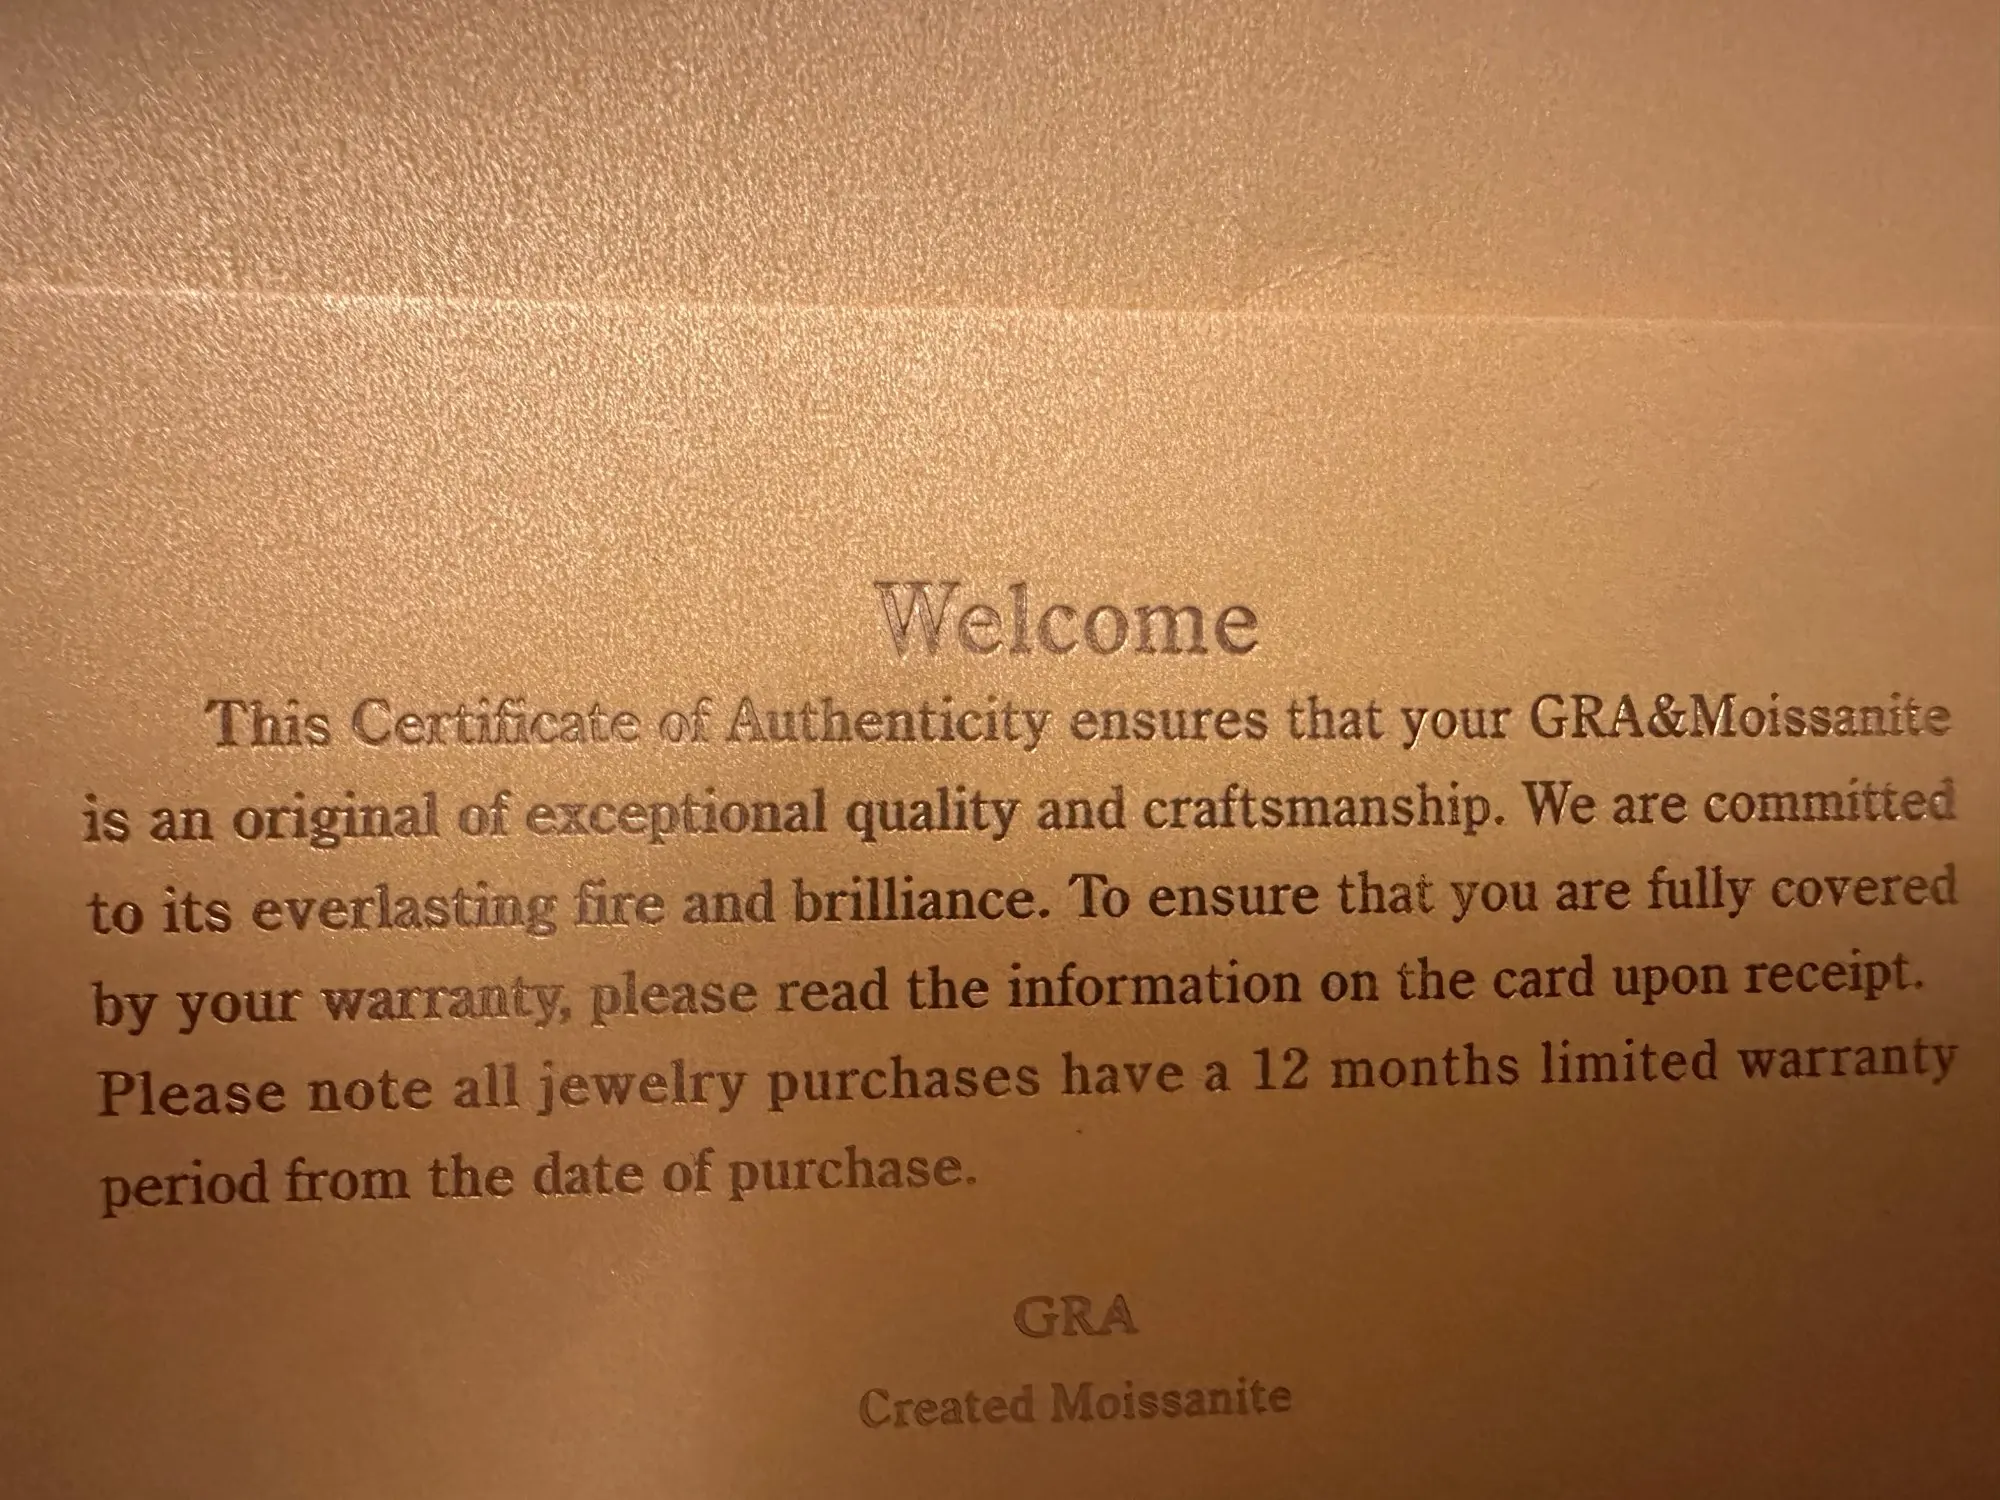 Welcome
This Certificate of Authenticity ensures that your GRA&Moissanite
is an original of exceptional quality and craftsmanship. We are committed
to its everlasting fire and brilliance. To ensure that you are fully covered
by your warranty, please read the information on the card upon receipt.
Please note all jewelry purchases have a 12 months limited warranty
period from the date of purchase.
GRA
Created Moissanite